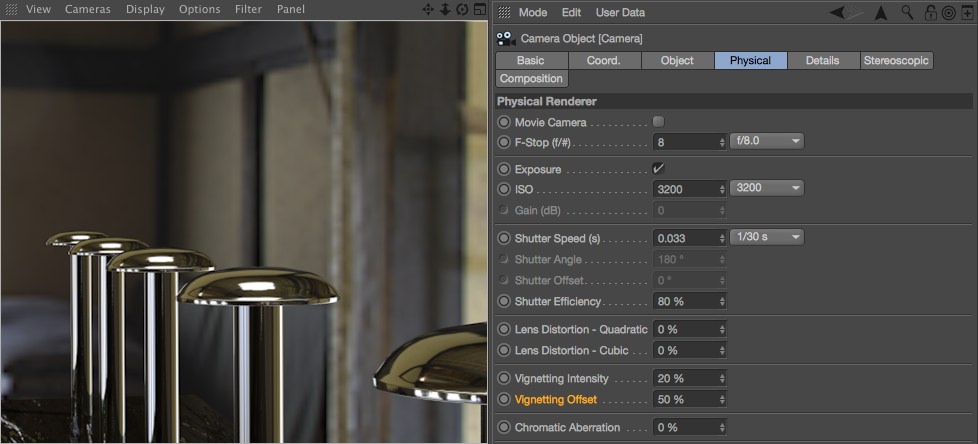 View Cameras Display Options Filter Panel
Mode Edit User Data
Camera Object [Camera]
Basic Coord. Object Physical Details Stereoscopic
Composition
Physical Renderer
Movie Camera
F-Stop (f/#) 8 f/8.0
Exposure
ISO 3200 3200
Gain (dB) 0
Shutter Speed (s) 0.033 1/30 s
Shutter Angle 180 °
Shutter Offset 0 °
Shutter Efficiency 80 %
Lens Distortion - Quadratic 0 %
Lens Distortion - Cubic 0 %
Vignetting Intensity 20 %
Vignetting Offset 50 %
Chromatic Aberration 0 %